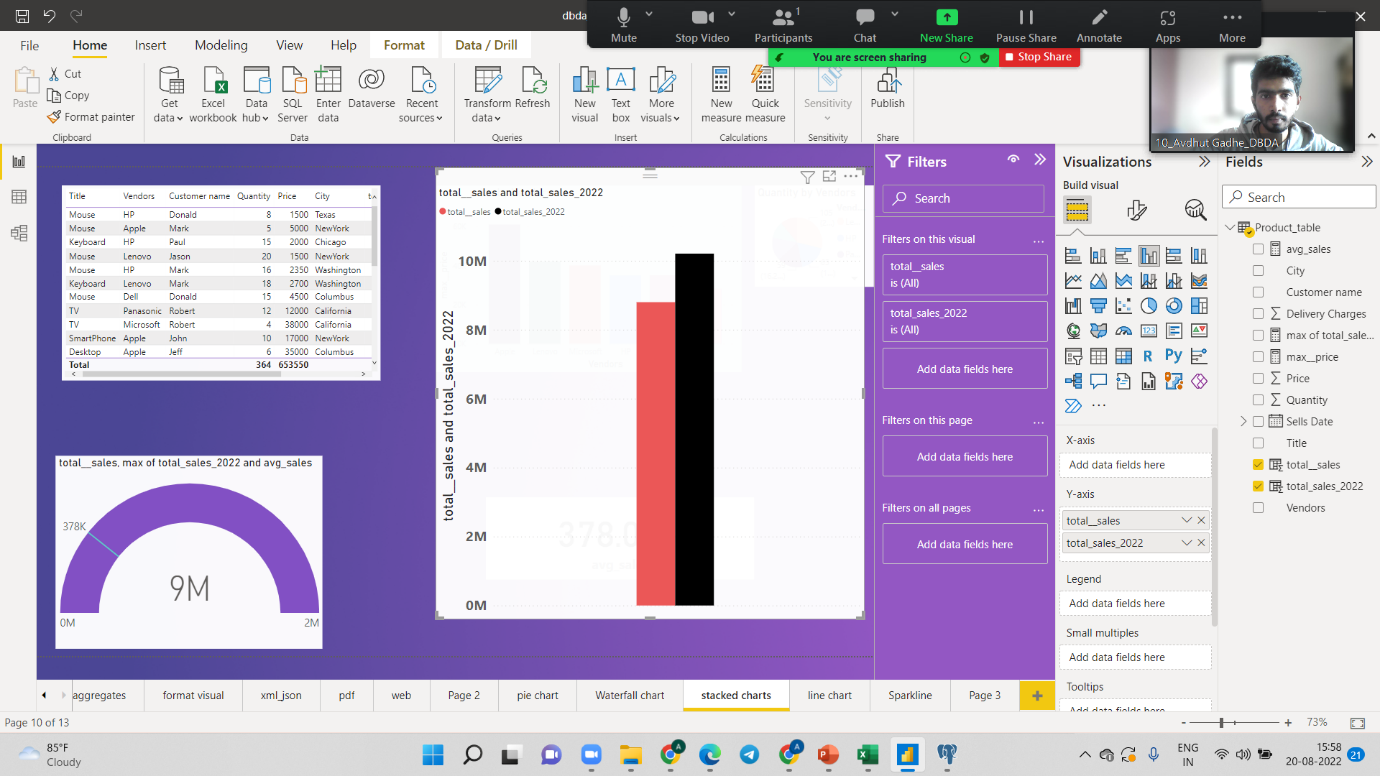 dbda
Mute
Stop Video
1
Participants
Chat
New Share
Pause Share
Annotate
Apps
More
You are screen sharing
Stop Share
10_Avdhut Gadhe_DBDA
File
Home
Insert
Modeling
View
Help
Format
Data / Drill
Paste
Cut
Copy
Format painter
Get data
Excel workbook
Data hub
SQL Server
Enter data
Dataverse
Recent sources
Transform data
Refresh
New visual
Text box
More visuals
New measure
Quick measure
Sensitivity
Publish
Clipboard
Data
Queries
Insert
Calculations
Sensitivity
Share
Title Vendors Customer name Quantity Price City
Mouse HP Donald 8 1500 Texas
Mouse Apple Mark 5 5000 NewYork
Keyboard HP Paul 15 2000 Chicago
Mouse Lenovo Jason 20 1500 NewYork
Mouse HP Mark 16 2350 Washington
Keyboard Lenovo Mark 18 2700 Washington
Mouse Dell Donald 15 4500 Columbus
TV Panasonic Robert 12 12000 California
TV Microsoft Robert 4 38000 California
SmartPhone Apple John 10 17000 NewYork
Desktop Apple Jeff 6 35000 Columbus
Total 364 653550
total__sales, max of total_sales_2022 and avg_sales
378K
9M
0M
2M
total__sales and total_sales_2022
total__sales total_sales_2022
total__sales and total_sales_2022
10M
8M
6M
4M
2M
0M
Filters
Search
Filters on this visual
...
total__sales
is (All)
total_sales_2022
is (All)
Add data fields here
Filters on this page
...
Add data fields here
Filters on all pages
...
Add data fields here
Visualizations
Build visual
123
R
Py
...
X-axis
Add data fields here
Y-axis
total__sales
total_sales_2022
Legend
Add data fields here
Small multiples
Add data fields here
Tooltips
Add data fields here
Fields
Search
Product_table
avg_sales
City
Customer name
Delivery Charges
max of total_sale...
max__price
Price
Quantity
Sells Date
Title
total__sales
total_sales_2022
Vendors
aggregates
format visual
xml_json
pdf
web
Page 2
pie chart
Waterfall chart
stacked charts
line chart
Sparkline
Page 3
+
Page 10 of 13
- + 73%
85°F
Cloudy
ENG
IN
15:58
20-08-2022
21